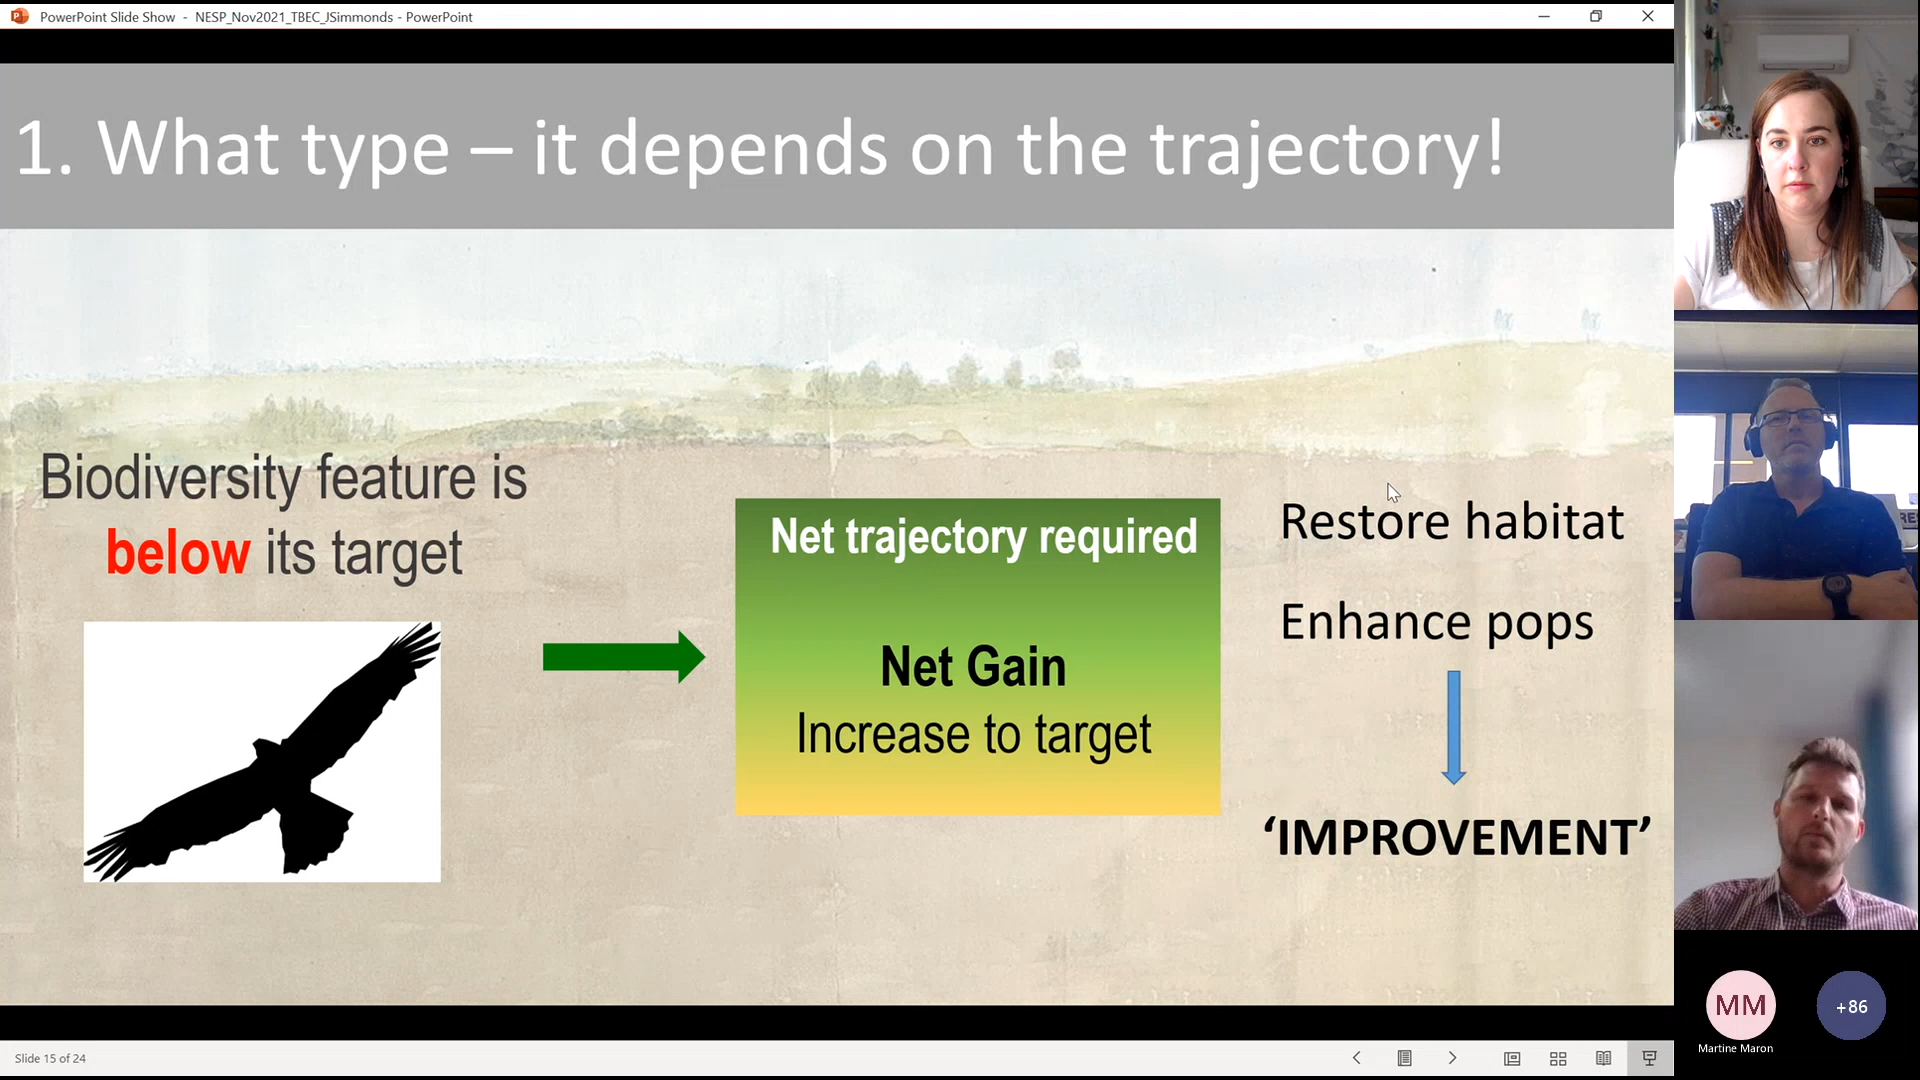 PowerPoint Slide Show - NESP_Nov2021_TBEC_JSimmonds - PowerPoint
1. What type – it depends on the trajectory!
Biodiversity feature is
below its target
Net trajectory required
Net Gain
Increase to target
Restore habitat
Enhance pops
‘IMPROVEMENT’
MM
+86
Martine Maron
Slide 15 of 24